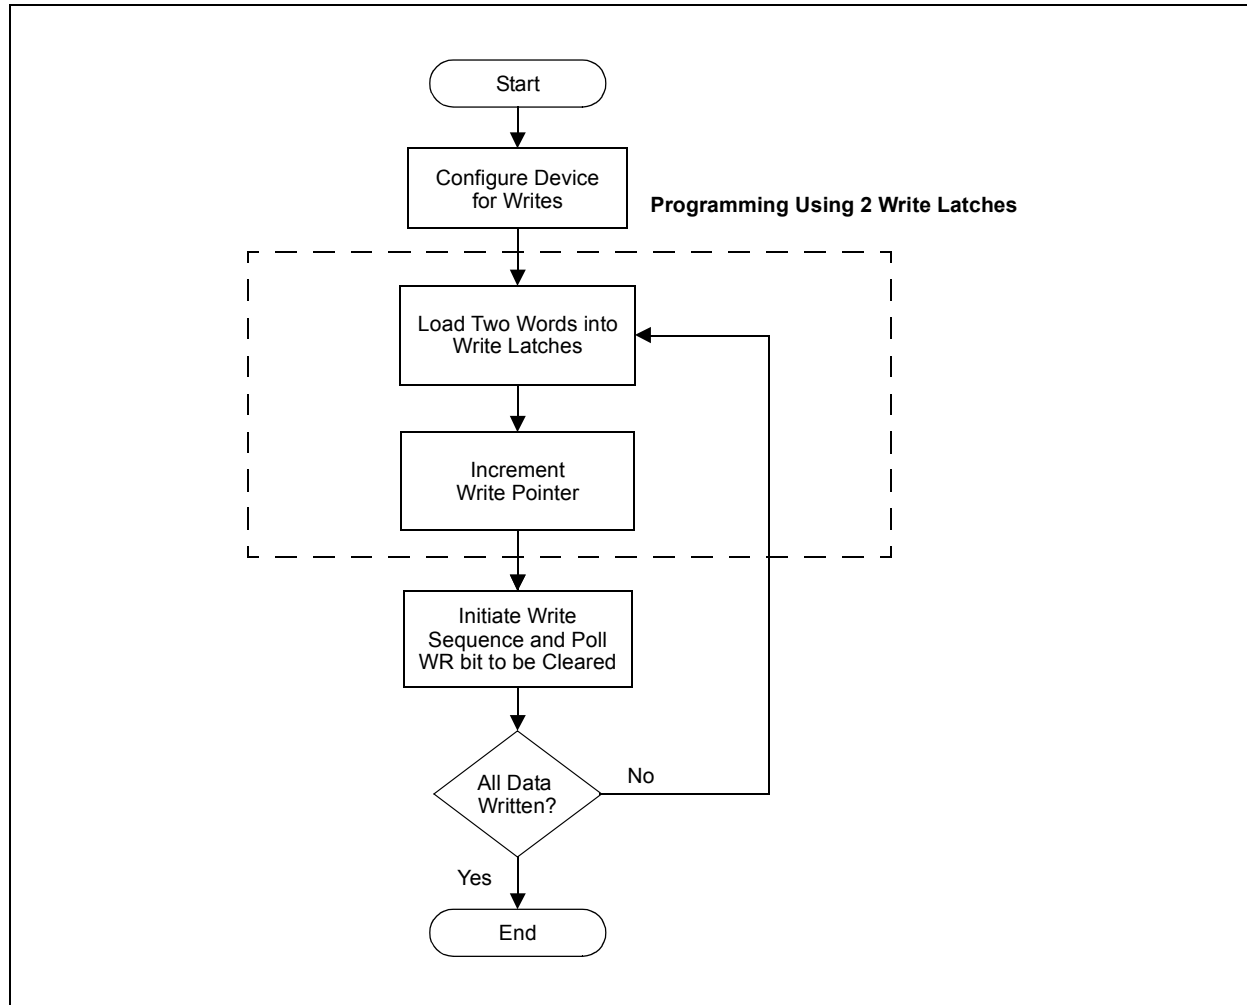 Start
Configure Device
for Writes
Programming Using 2 Write Latches
Load Two Words into
Write Latches
Increment
Write Pointer
Initiate Write
Sequence and Poll
WR bit to be Cleared
All Data
Written?
No
Yes
End